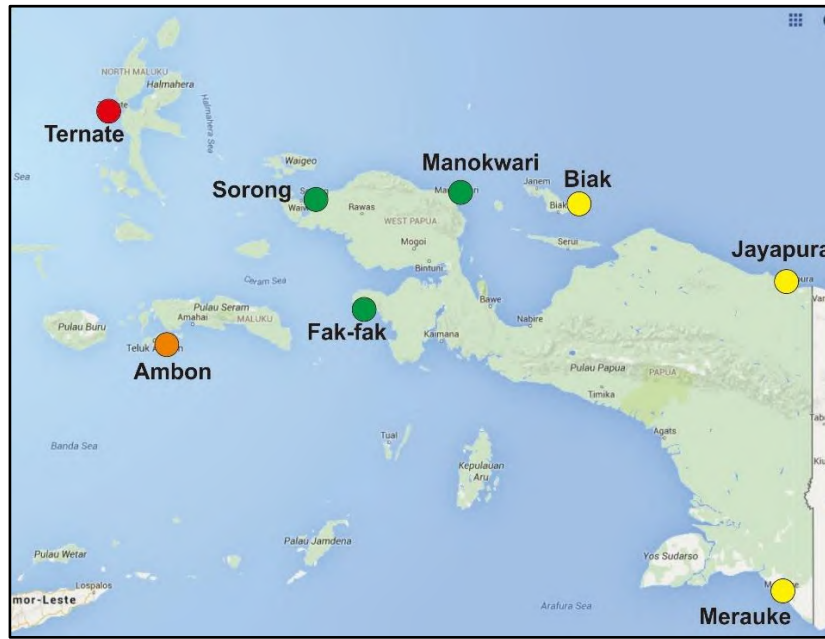 NORTH MALUKU
Halmahera
Ternate
Halmahera Sea
Sea
Waigeo
Sorong
Manokwari
Janem
Biak
Biak
Rawas
WEST PAPUA
Serui
Mogoi
Bintuni
Jayapura
Ceram Sea
Pulau Seram
Amahai
MALUKU
Pulau Buru
Ambon
Fak-fak
Kaimana
Bawe
Nabire
Pulau Papua
PAPUA
Timika
Agats
Banda Sea
Tual
Kepulauan
Aru
Palau Jamdena
Pulau Wetar
Lospalos
mor-Leste
Yos Sudarso
Arafura Sea
Merauke